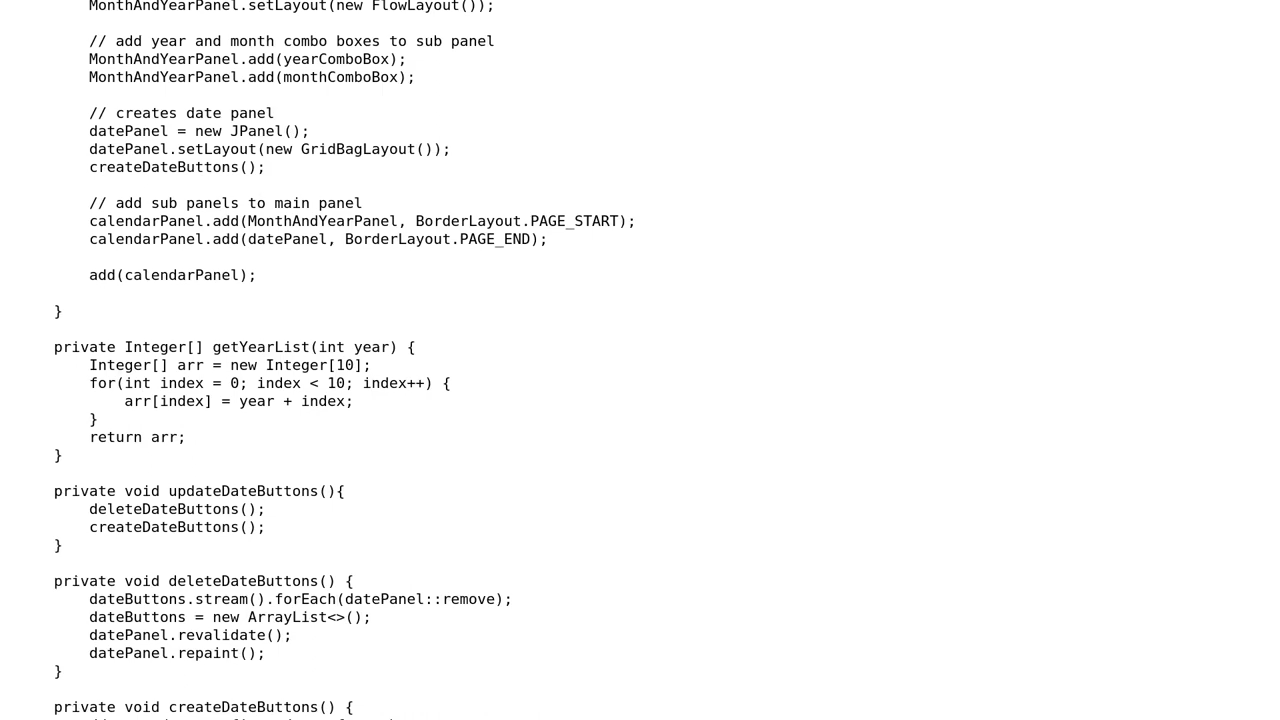 MonthAndYearPanel.setLayout(new FlowLayout());
// add year and month combo boxes to sub panel
MonthAndYearPanel.add(yearComboBox);
MonthAndYearPanel.add(monthComboBox);
// creates date panel
datePanel = new JPanel();
datePanel.setLayout(new GridBagLayout());
createDateButtons();
// add sub panels to main panel
calendarPanel.add(MonthAndYearPanel, BorderLayout.PAGE_START);
calendarPanel.add(datePanel, BorderLayout.PAGE_END);
add(calendarPanel);
}
private Integer[] getYearList(int year) {
Integer[] arr = new Integer[10];
for(int index = 0; index < 10; index++) {
arr[index] = year + index;
}
return arr;
}
private void updateDateButtons(){
deleteDateButtons();
createDateButtons();
}
private void deleteDateButtons() {
dateButtons.stream().forEach(datePanel::remove);
dateButtons = new ArrayList<>();
datePanel.revalidate();
datePanel.repaint();
}
private void createDateButtons() {